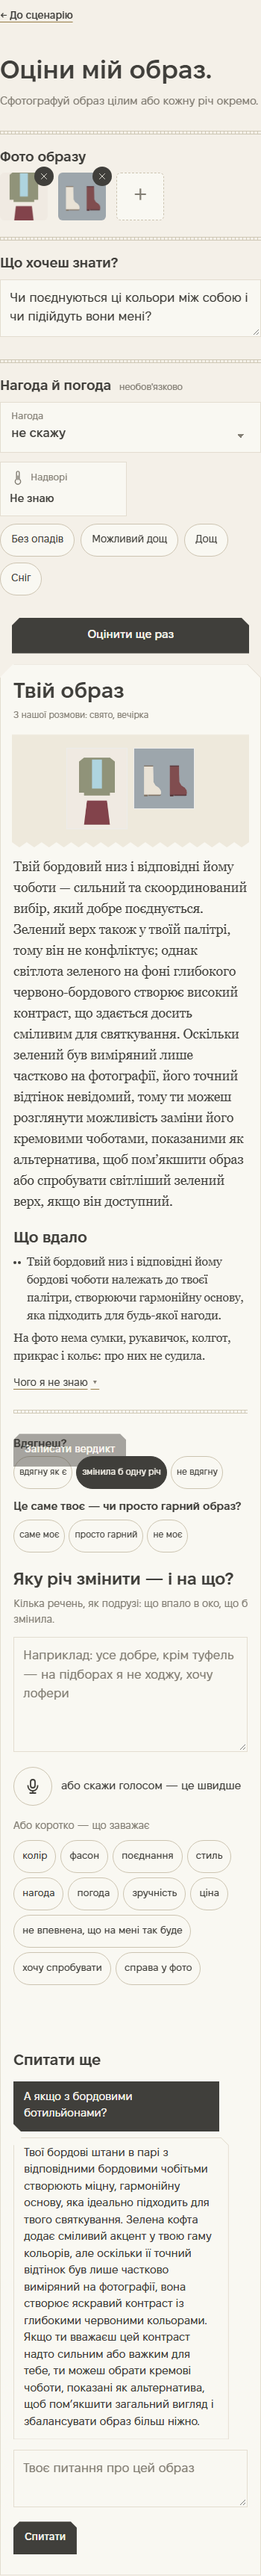 ← До сценарію
Оціни мій образ.
Сфотографуй образ цілим або кожну річ окремо.
Фото образу
Що хочеш знати?
Чи поєднуються ці кольори між собою і
чи підійдуть вони мені?
Нагода й погода необов'язково
Нагода
не скажу
Надворі
Не знаю
Без опадів
Можливий дощ
Дощ
Сніг
Оцінити ще раз
Твій образ
З нашої розмови: свято, вечірка
Твій бордовий низ і відповідні йому
чоботи — сильний та скоординований
вибір, який добре поєднується.
Зелений верх також у твоїй палітрі,
тому він не конфліктує; однак
світлота зеленого на фоні глибокого
червоно-бордового створює високий
контраст, що здається досить
сміливим для святкування. Оскільки
зелений був виміряний лише
частково на фотографії, його точний
відтінок невідомий, тому ти можеш
розглянути можливість заміни його
кремовими чоботами, показаними як
альтернатива, щоб пом'якшити образ
або спробувати світліший зелений
верх, якщо він доступний.
Що вдало
Твій бордовий низ і відповідні йому
бордові чоботи належать до твоєї
палітри, створюючи гармонійну основу,
яка підходить для будь-якої нагоди.
На фото нема сумки, рукавичок, колгот,
прикрас і кольє: про них не судила.
Чого я не знаю
Вдягнеш?
Записати вердикт
вдягну як є
змінила б одну річ
не вдягну
Це саме твоє — чи просто гарний образ?
саме моє
просто гарний
не моє
Яку річ змінити — і на що?
Кілька речень, як подрузі: що впало в око, що б
змінила.
Наприклад: усе добре, крім туфель
— на підборах я не ходжу, хочу
лофери
або скажи голосом — це швидше
Або коротко — що заважає
колір
фасон
поєднання
стиль
нагода
погода
зручність
ціна
не впевнена, що на мені так буде
хочу спробувати
справа у фото
Спитати ще
А якщо з бордовими
ботильйонами?
Твої бордові штани в парі з
відповідними бордовими чобітьми
створюють міцну, гармонійну
основу, яка ідеально підходить для
твого святкування. Зелена кофта
додає сміливий акцент у твою гаму
кольорів, але оскільки її точний
відтінок був лише частково
виміряний на фотографії, вона
створює яскравий контраст із
глибокими червоними кольорами.
Якщо ти вважаєш цей контраст
надто сильним або важким для
тебе, ти можеш обрати кремові
чоботи, показані як альтернатива,
щоб пом'якшити загальний вигляд і
збалансувати образ більш ніжно.
Твоє питання про цей образ
Спитати